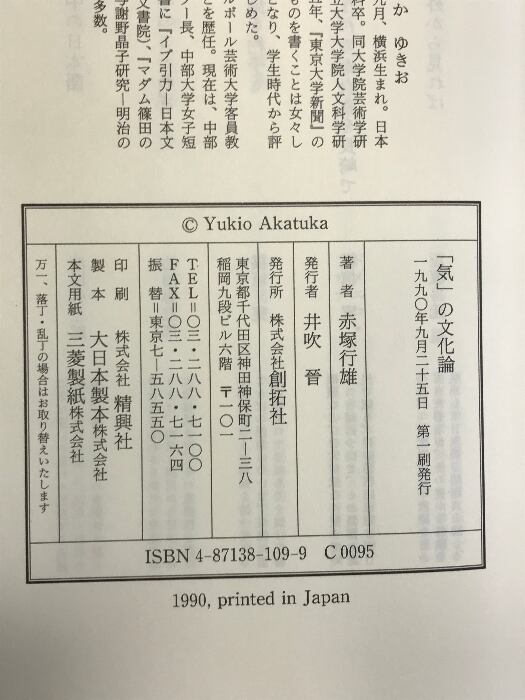 か ゆきお
九月、横浜生まれ。日本
科卒。同大学院芸術学研
立大学大学院人文科学研
五年、『東京大学新聞』の
ものを書くことは女々し
となり、学生時代から評
しめた。
ルボール芸術大学客員教
どを歴任。現在は、中部
ター長、中部大学女子短
書に『イブ引力―日本文
文書院）、『マダム篠田の
与謝野晶子研究―明治の
多数。
© Yukio Akatuka
「気」の文化論
一九九〇年九月二十五日　第一刷発行
著　者　赤塚行雄
発行者　井吹　晉
発行所　株式会社創拓社
東京都千代田区神田神保町二―三八
稲岡九段ビル六階　〒一〇一
TEL=〇三・二八八・七一〇〇
FAX=〇三・二八八・七一六四
振　替=東京七―五八五五〇
印　刷　株式会社 精興社
製　本　大日本製本株式会社
本文用紙　三菱製紙株式会社
万一、落丁・乱丁の場合はお取り替えいたします
ISBN 4-87138-109-9 C0095
1990, printed in Japan